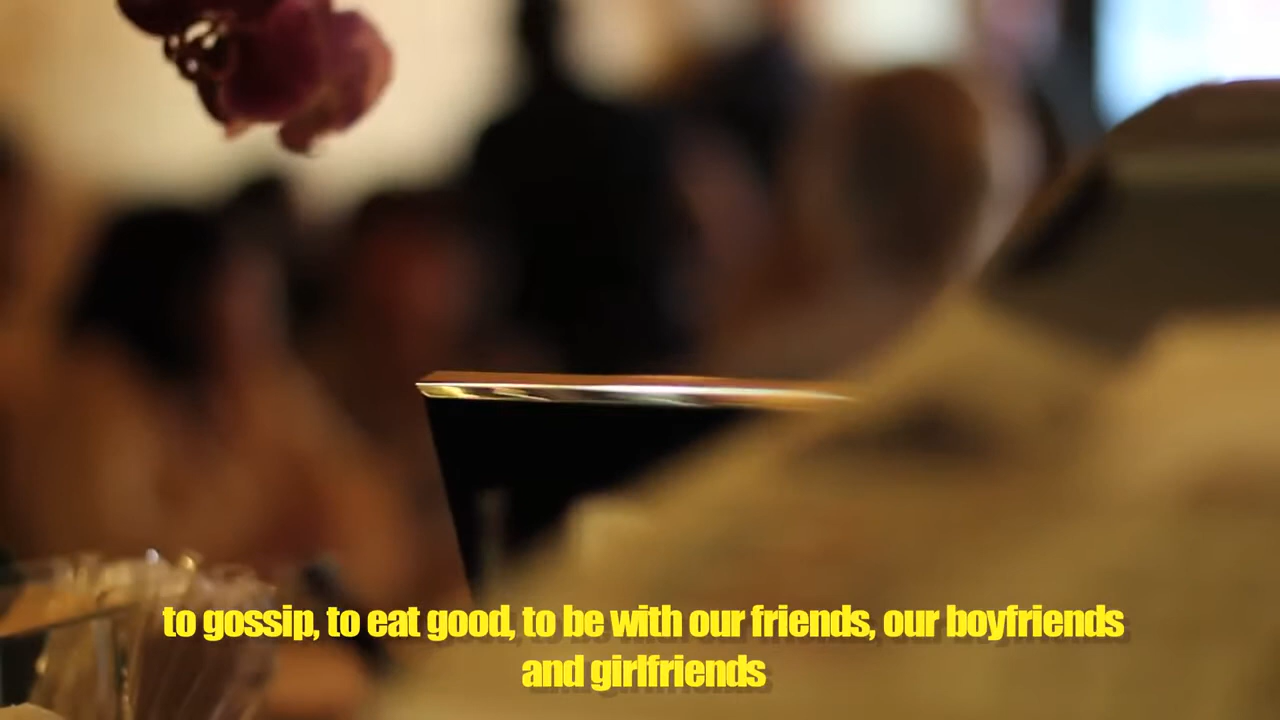 to gossip, to eat good, to be with our friends, our boyfriends
and girlfriends